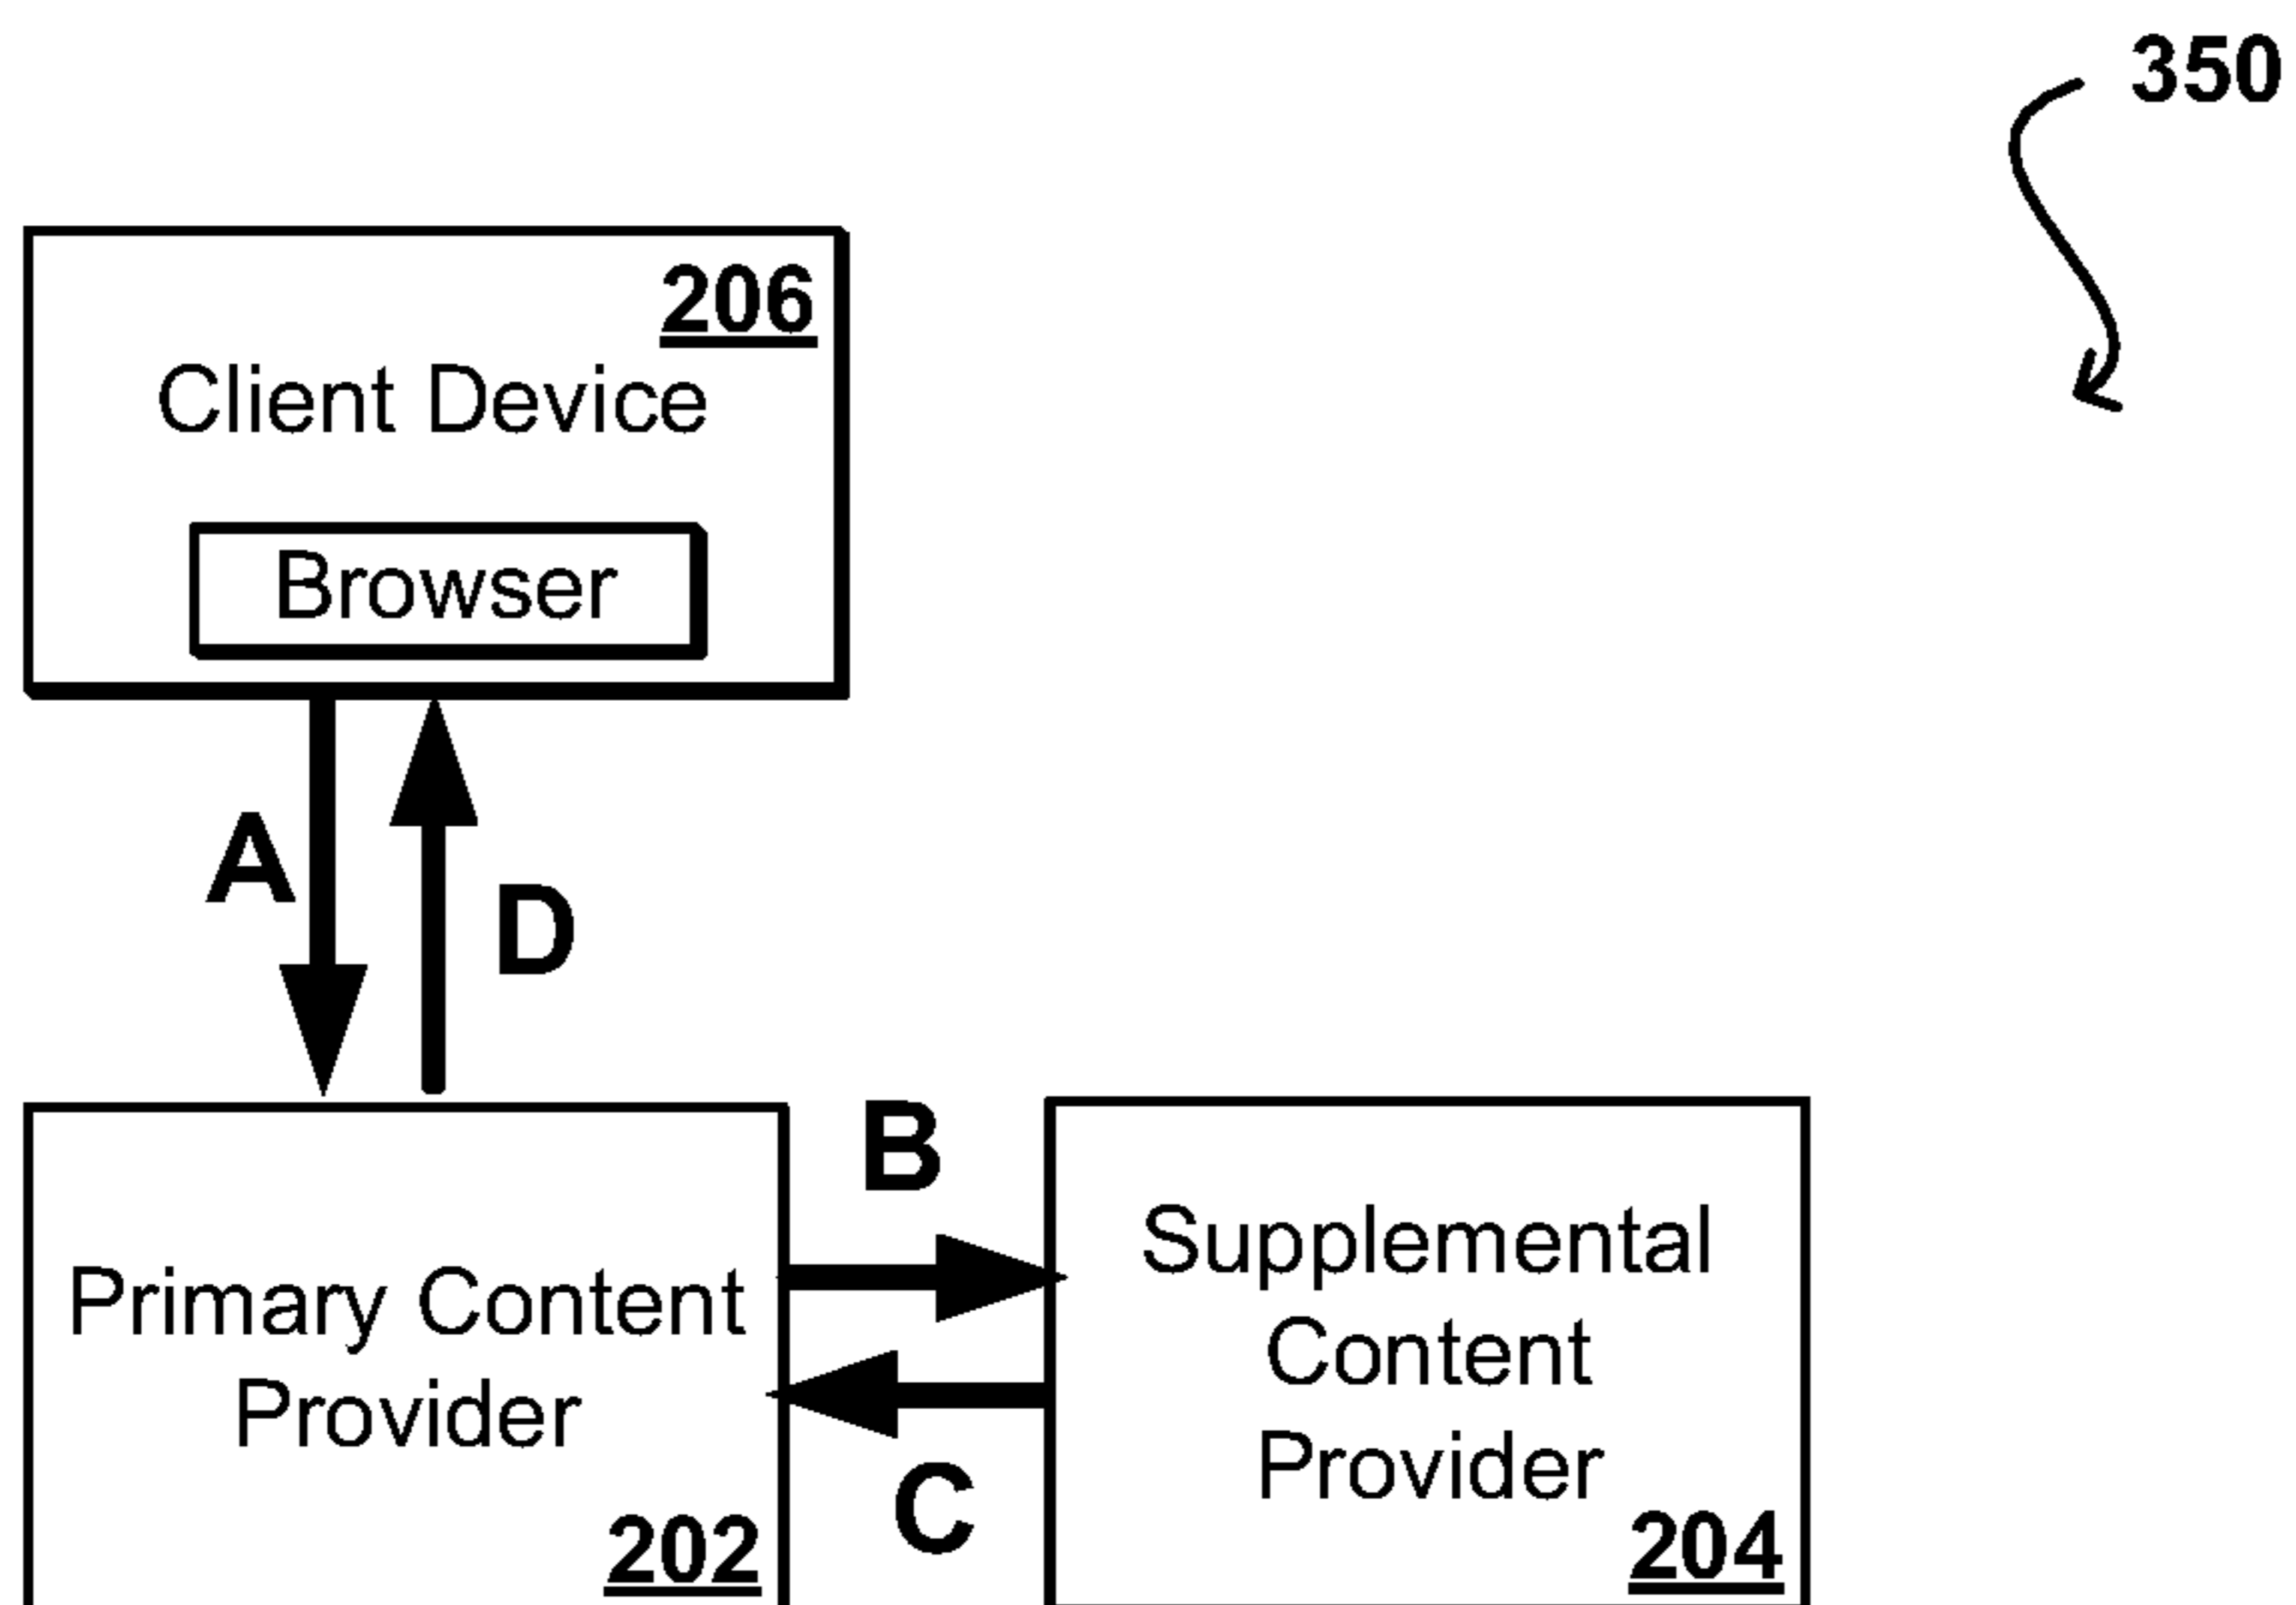 350
206
Client Device
Browser
A
D
B
Primary Content
Provider
202
C
Supplemental
Content
Provider
204